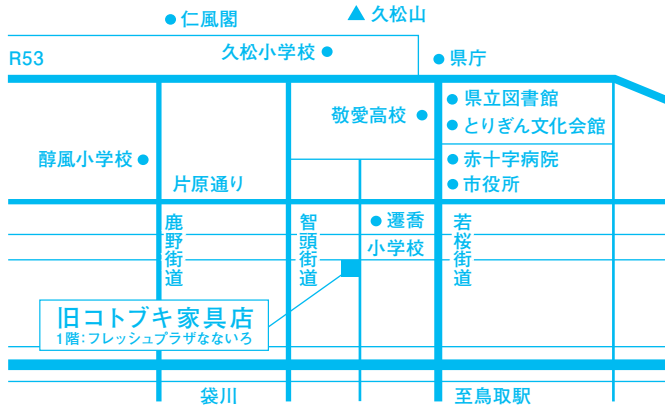 仁風閣
久松山
R53
久松小学校
県庁
県立図書館
敬愛高校
とりぎん文化会館
醇風小学校
赤十字病院
片原通り
市役所
鹿野街道
智頭街道
遷喬
小学校
若桜街道
旧コトブキ家具店
1階：フレッシュプラザなないろ
袋川
至鳥取駅